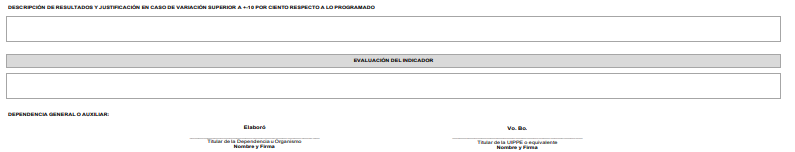 DESCRIPCIÓN DE RESULTADOS Y JUSTIFICACIÓN EN CASO DE VARIACIÓN SUPERIOR A +-10 POR CIENTO RESPECTO A LO PROGRAMADO
EVALUACIÓN DEL INDICADOR
DEPENDENCIA GENERAL O AUXILIAR:
Elaboró
Titular de la Dependencia u Organismo
Nombre y Firma
Vo. Bo.
Titular de la UIPPE o equivalente
Nombre y Firma